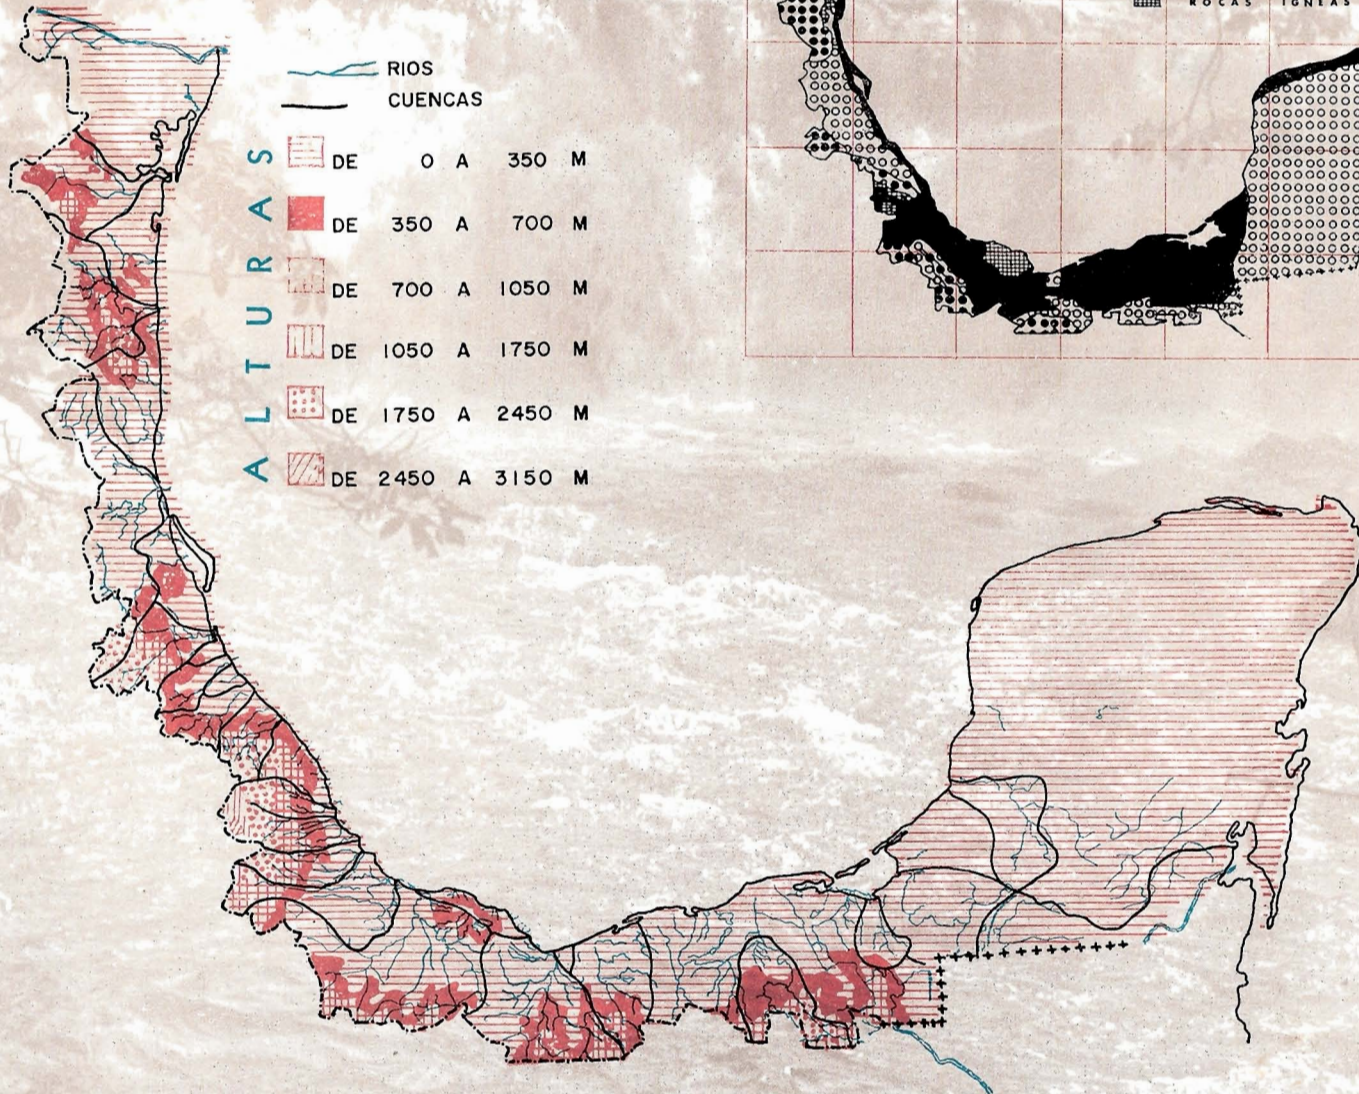 ROCAS IGNEAS
RIOS
CUENCAS
ALTURAS
DE 0 A 350 M
DE 350 A 700 M
DE 700 A 1050 M
DE 1050 A 1750 M
DE 1750 A 2450 M
DE 2450 A 3150 M